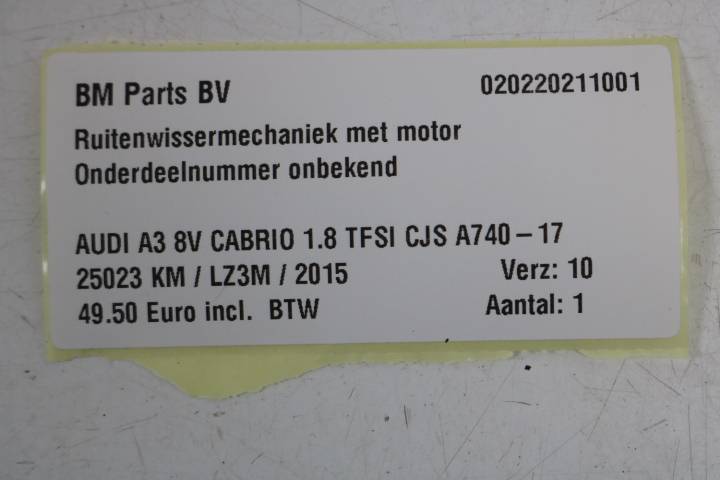 BM Parts BV 020220211001
Ruitenwissermechaniek met motor
Onderdeelnummer onbekend
AUDI A3 8V CABRIO 1.8 TFSI CJS A740-17
25023 KM / LZ3M / 2015 Verz: 10
49.50 Euro incl. BTW Aantal: 1